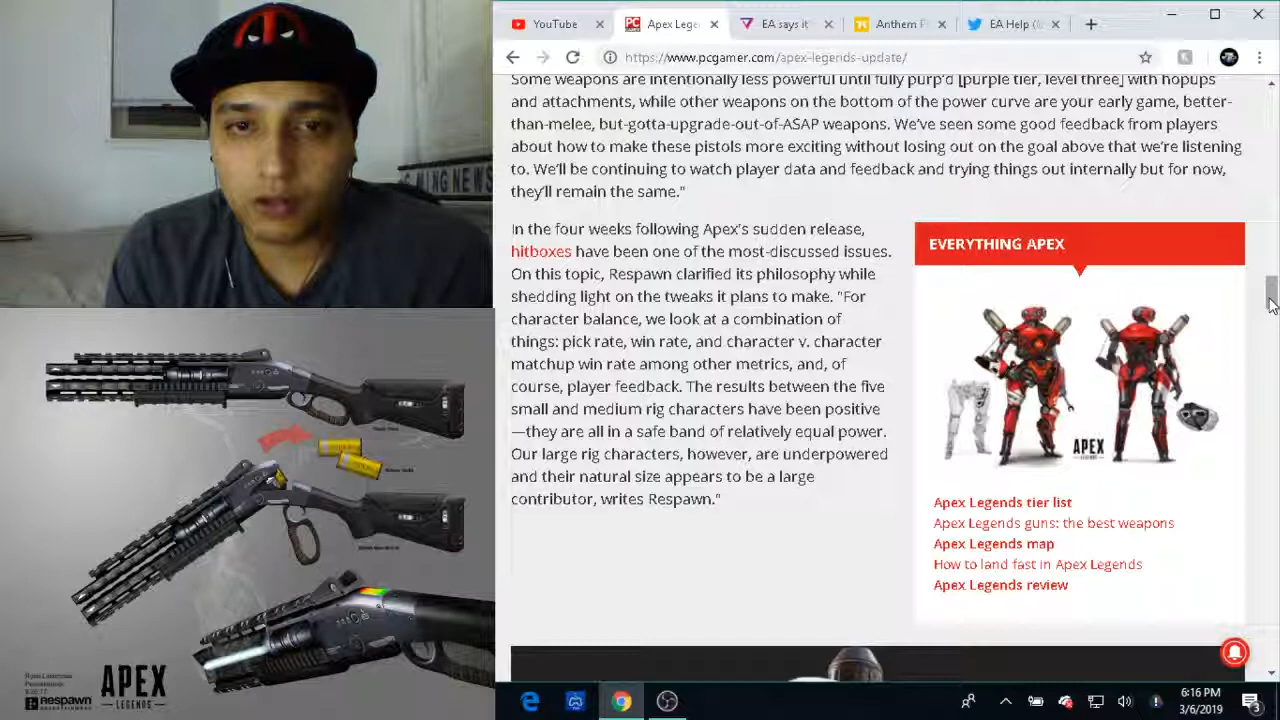 YouTube
Apex Lege
EA says it
Anthem P
EA Help (@
https://www.pcgamer.com/apex-legends-update/
Some weapons are intentionally less powerful until fully purp'd [purple tier, level three] with hopups
and attachments, while other weapons on the bottom of the power curve are your early game, better-
than-melee, but-gotta-upgrade-out-of-ASAP weapons. We've seen some good feedback from players
about how to make these pistols more exciting without losing out on the goal above that we're listening
to. We'll be continuing to watch player data and feedback and trying things out internally but for now,
they'll remain the same."
In the four weeks following Apex's sudden release,
hitboxes have been one of the most-discussed issues.
On this topic, Respawn clarified its philosophy while
shedding light on the tweaks it plans to make. "For
character balance, we look at a combination of
things: pick rate, win rate, and character v. character
matchup win rate among other metrics, and, of
course, player feedback. The results between the five
small and medium rig characters have been positive
—they are all in a safe band of relatively equal power.
Our large rig characters, however, are underpowered
and their natural size appears to be a large
contributor, writes Respawn."
EVERYTHING APEX
APEX
LEGENDS
Apex Legends tier list
Apex Legends guns: the best weapons
Apex Legends map
How to land fast in Apex Legends
Apex Legends review
MING NEWS
APEX
LEGENDS
Respawn
ENTERTAINMENT
6:16 PM
3/6/2019
3